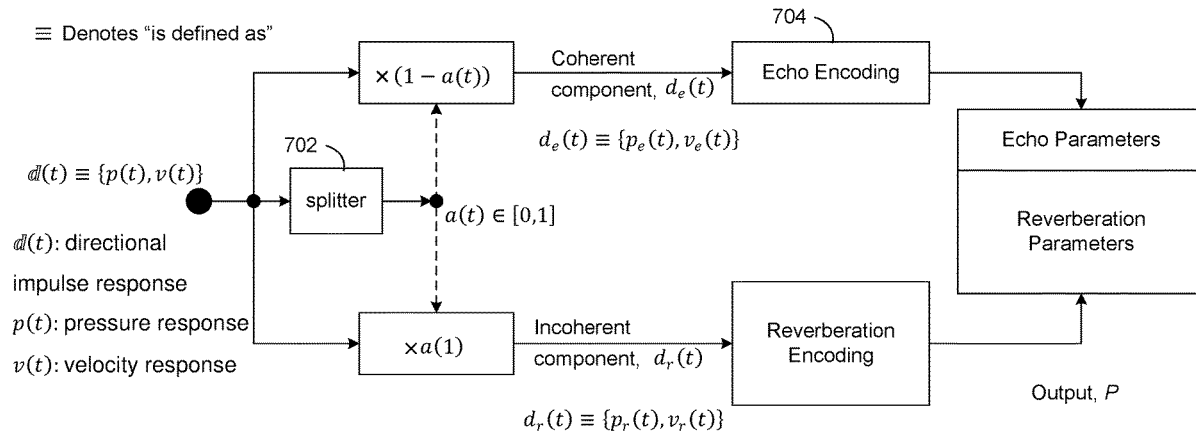 ≡ Denotes “is defined as”
704
×(1 − a(t))
Coherent
component, d_e(t)
Echo Encoding
d_e(t) ≡ {p_e(t), v_e(t)}
Echo Parameters
702
𝕕(t) ≡ {p(t), v(t)}
splitter
a(t) ∈ [0,1]
Reverberation
Parameters
𝕕(t): directional
impulse response
p(t): pressure response
v(t): velocity response
×a(1)
Incoherent
component, d_r(t)
Reverberation
Encoding
d_r(t) ≡ {p_r(t), v_r(t)}
Output, P